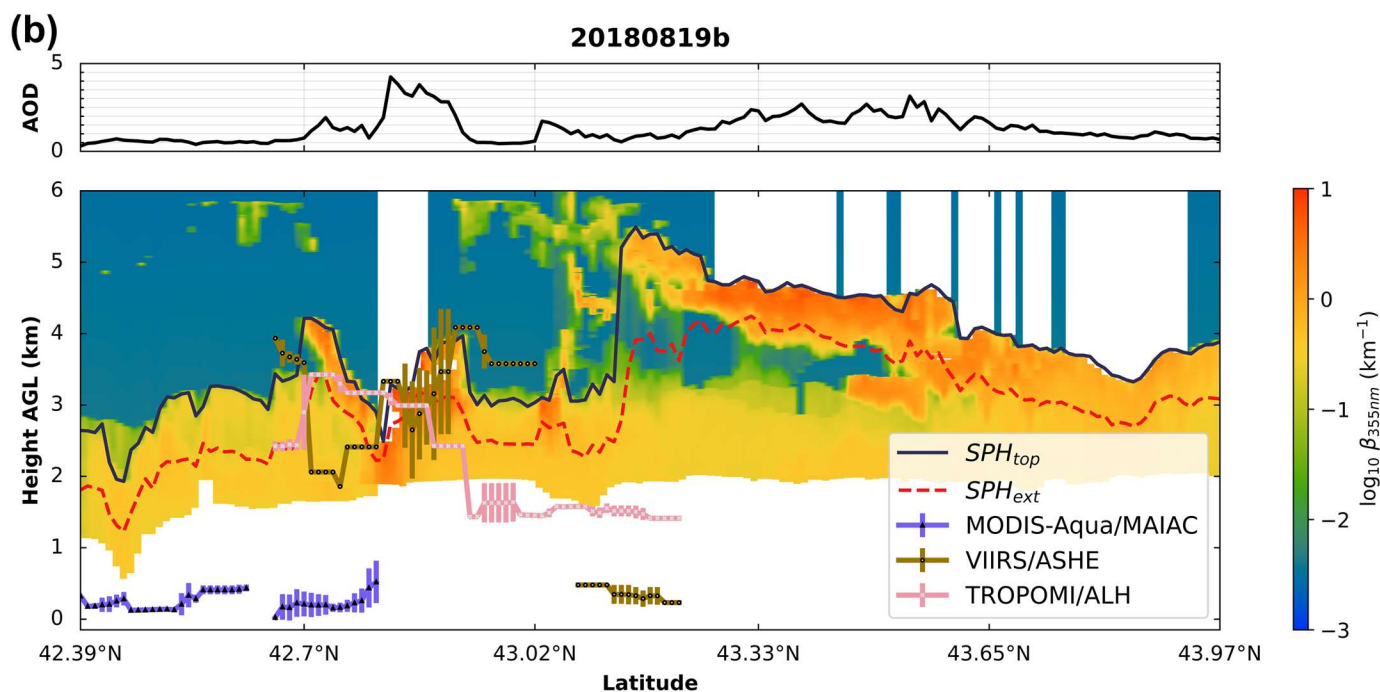 (b)
20180819b
5
AOD
0
6
5
4
3
2
1
0
Height AGL (km)
SPH_top
SPH_ext
MODIS-Aqua/MAIAC
VIIRS/ASHE
TROPOMI/ALH
42.39°N 42.7°N 43.02°N 43.33°N 43.65°N 43.97°N
Latitude
1
0
−1
−2
−3
log₁₀ β₃₅₅ₙₘ (km⁻¹)